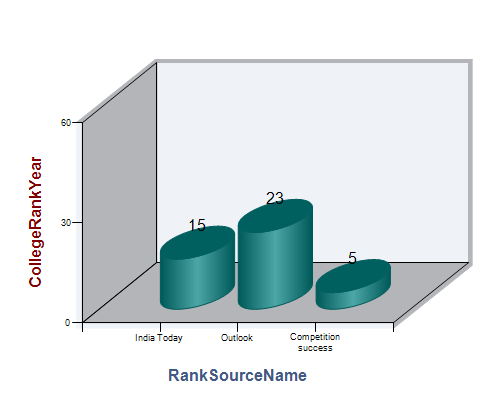 60
30
0
CollegeRankYear
15
23
5
India Today
Outlook
Competition
success
RankSourceName